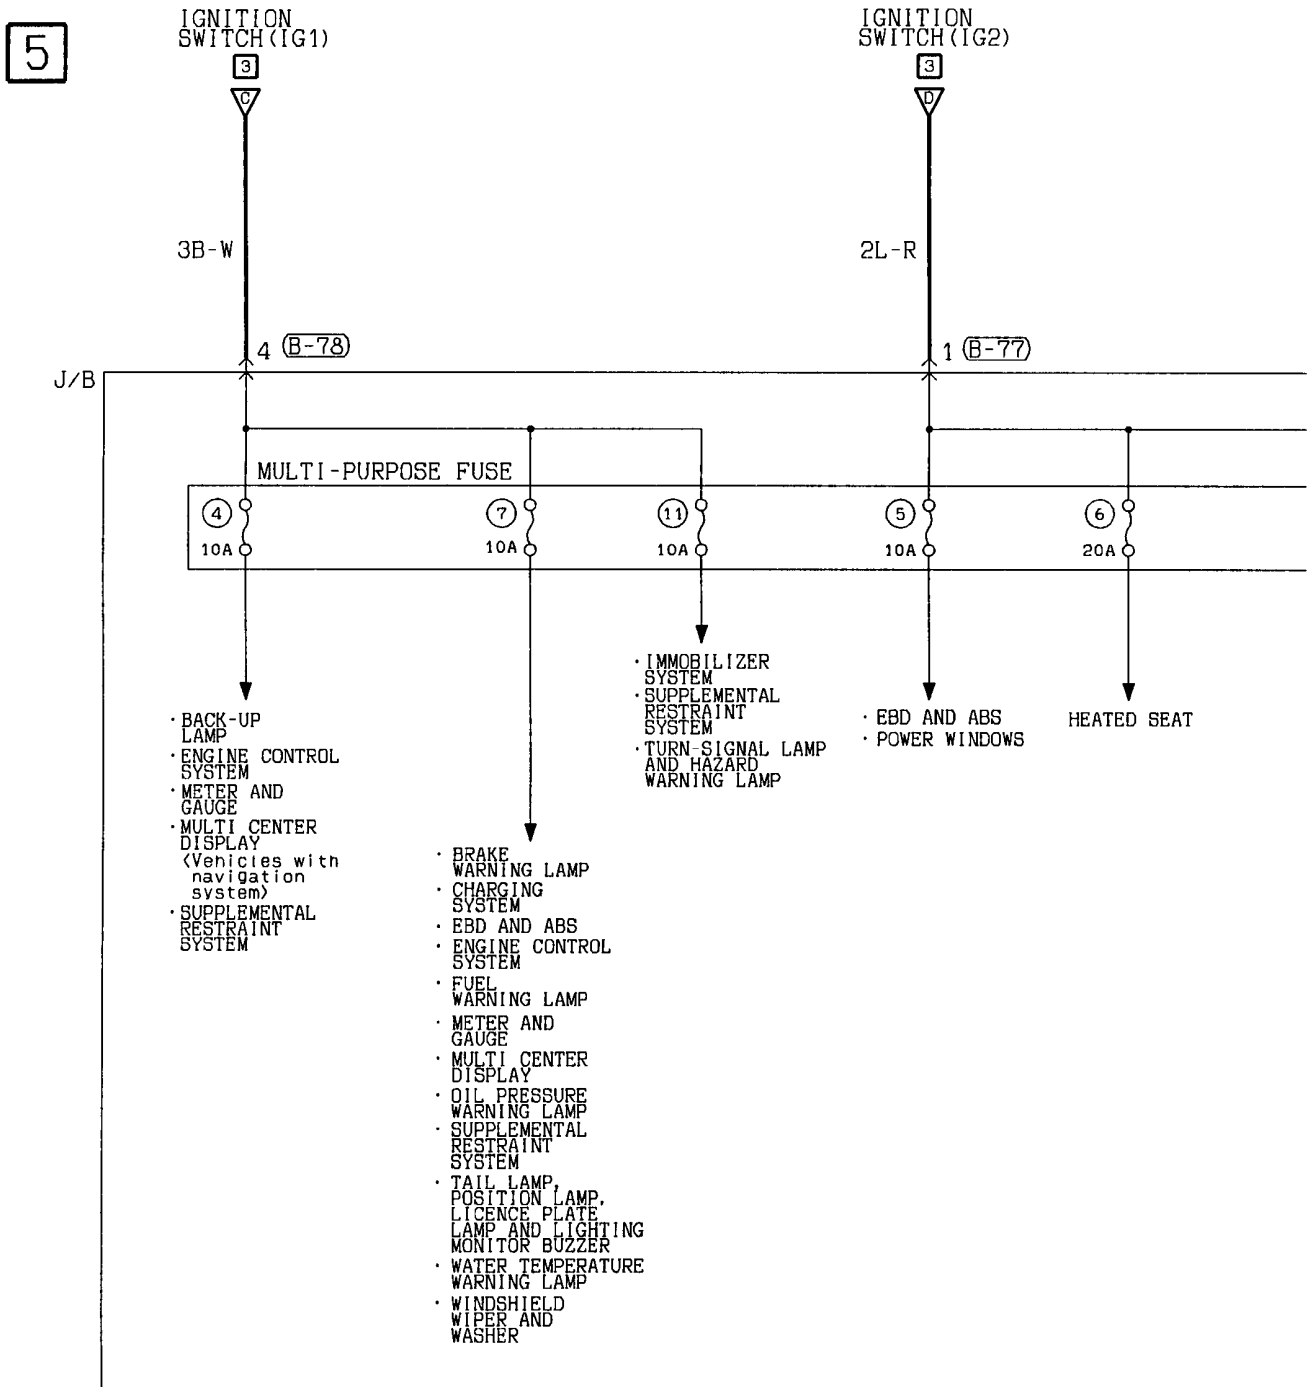 5
IGNITION
SWITCH(IG1)
3
C
3B-W
4 B-78
IGNITION
SWITCH(IG2)
3
D
2L-R
1 B-77
J/B
MULTI-PURPOSE FUSE
4
10A
7
10A
11
10A
5
10A
6
20A
· BACK-UP
LAMP
· ENGINE CONTROL
SYSTEM
· METER AND
GAUGE
· MULTI CENTER
DISPLAY
<Vehicles with
navigation
system>
· SUPPLEMENTAL
RESTRAINT
SYSTEM
· BRAKE
WARNING LAMP
· CHARGING
SYSTEM
· EBD AND ABS
· ENGINE CONTROL
SYSTEM
· FUEL
WARNING LAMP
· METER AND
GAUGE
· MULTI CENTER
DISPLAY
· OIL PRESSURE
WARNING LAMP
· SUPPLEMENTAL
RESTRAINT
SYSTEM
· TAIL LAMP,
POSITION LAMP,
LICENCE PLATE
LAMP AND LIGHTING
MONITOR BUZZER
· WATER TEMPERATURE
WARNING LAMP
· WINDSHIELD
WIPER AND
WASHER
· IMMOBILIZER
SYSTEM
· SUPPLEMENTAL
RESTRAINT
SYSTEM
· TURN-SIGNAL LAMP
AND HAZARD
WARNING LAMP
· EBD AND ABS
· POWER WINDOWS
HEATED SEAT